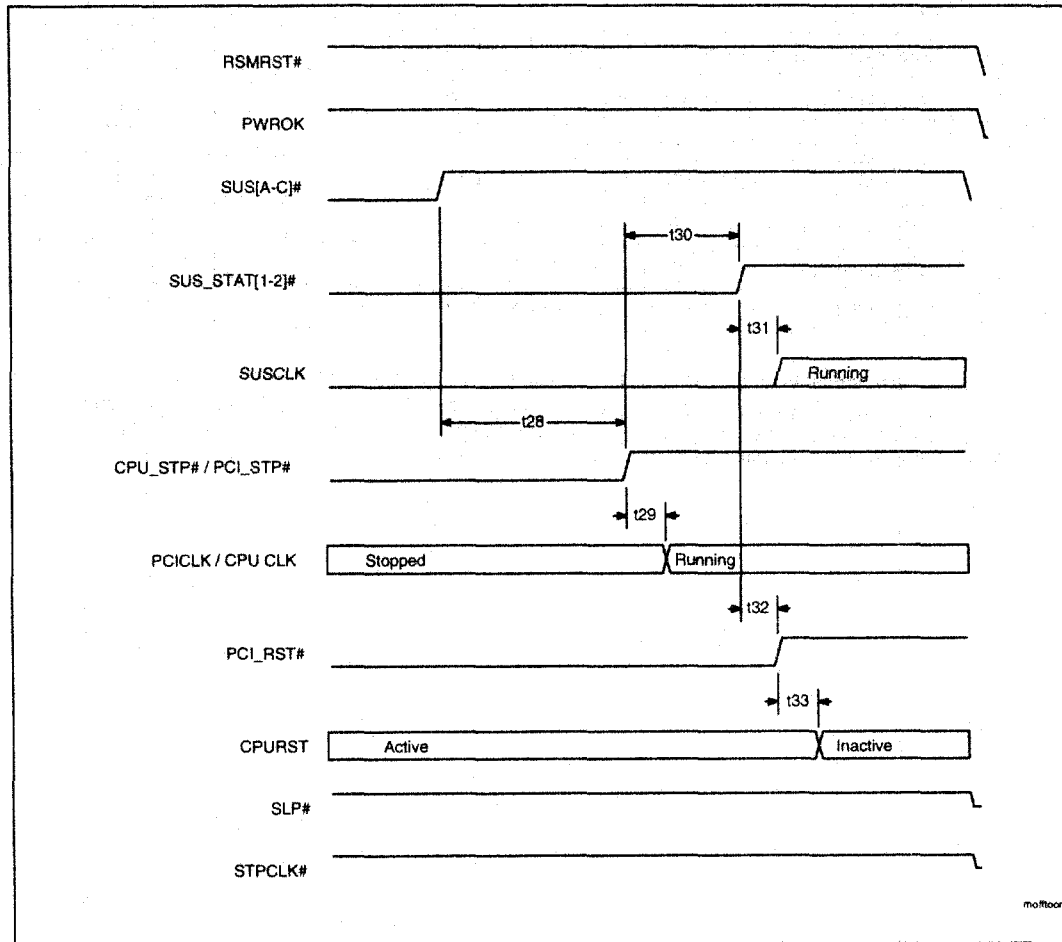 RSMRST#
PWROK
SUS[A-C]#
t30
SUS_STAT[1-2]#
t31
SUSCLK
Running
t28
CPU_STP# / PCI_STP#
t29
PCICLK / CPU CLK
Stopped
Running
t32
PCI_RST#
t33
CPURST
Active
Inactive
SLP#
STPCLK#